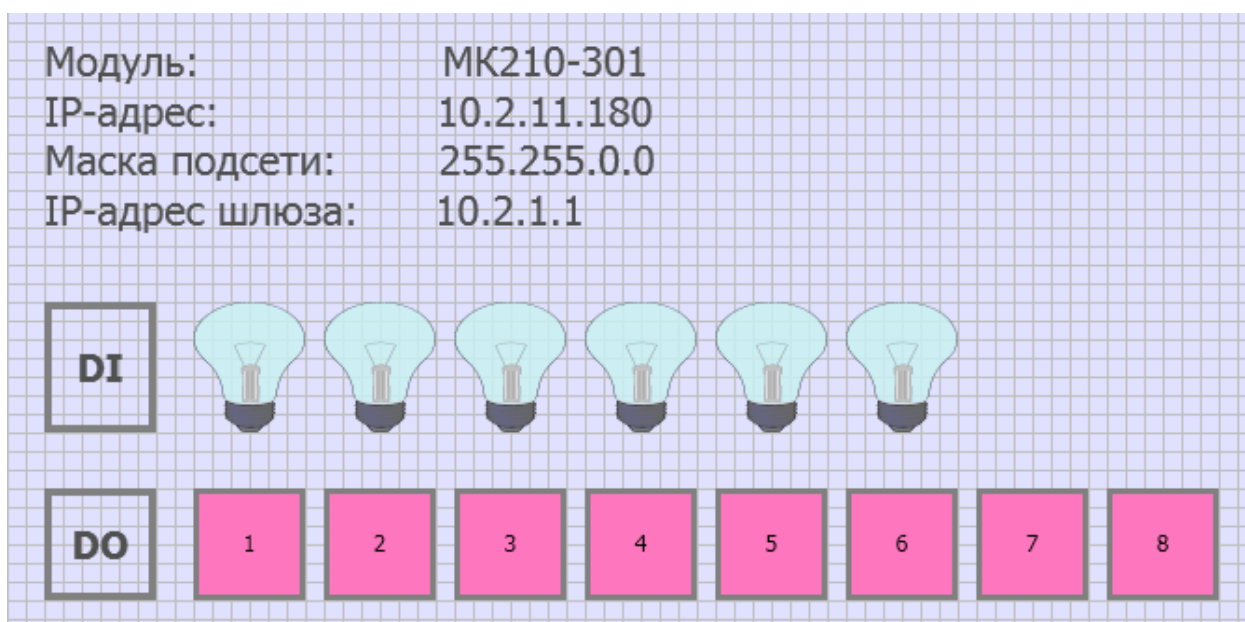 Модуль: МК210-301
IP-адрес: 10.2.11.180
Маска подсети: 255.255.0.0
IP-адрес шлюза: 10.2.1.1
DI
DO 1 2 3 4 5 6 7 8